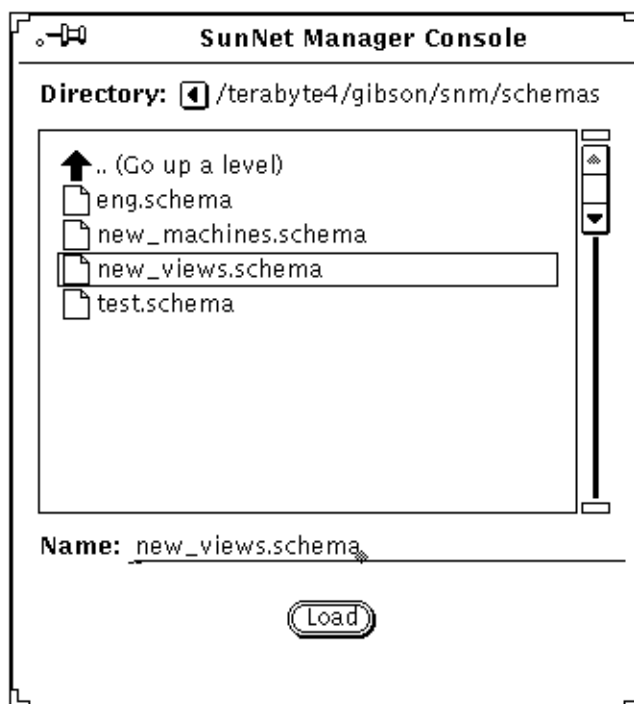 SunNet Manager Console
Directory: /terabyte4/gibson/snm/schemas
.. (Go up a level)
eng.schema
new_machines.schema
new_views.schema
test.schema
Name: new_views.schema
Load